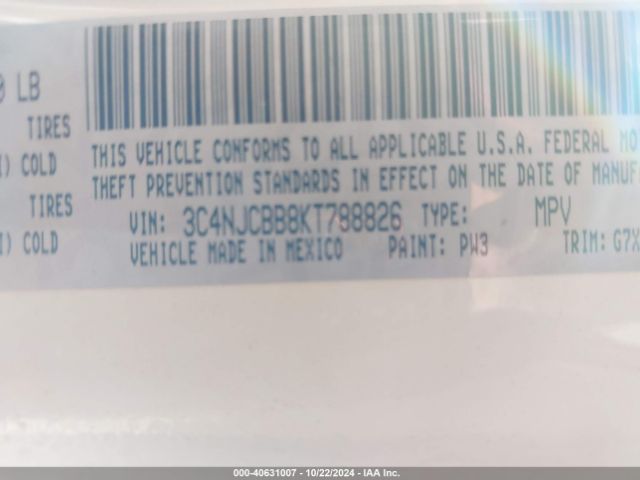 0 LB
TIRES
I) COLD
TIRES
I) COLD
THIS VEHICLE CONFORMS TO ALL APPLICABLE U.S.A. FEDERAL MO
THEFT PREVENTION STANDARDS IN EFFECT ON THE DATE OF MANUFA
VIN: 3C4NJCBB8KT788826 TYPE: MPV
VEHICLE MADE IN MEXICO PAINT: PW3 TRIM: G7X
000-40631007 - 10/22/2024 - IAA Inc.